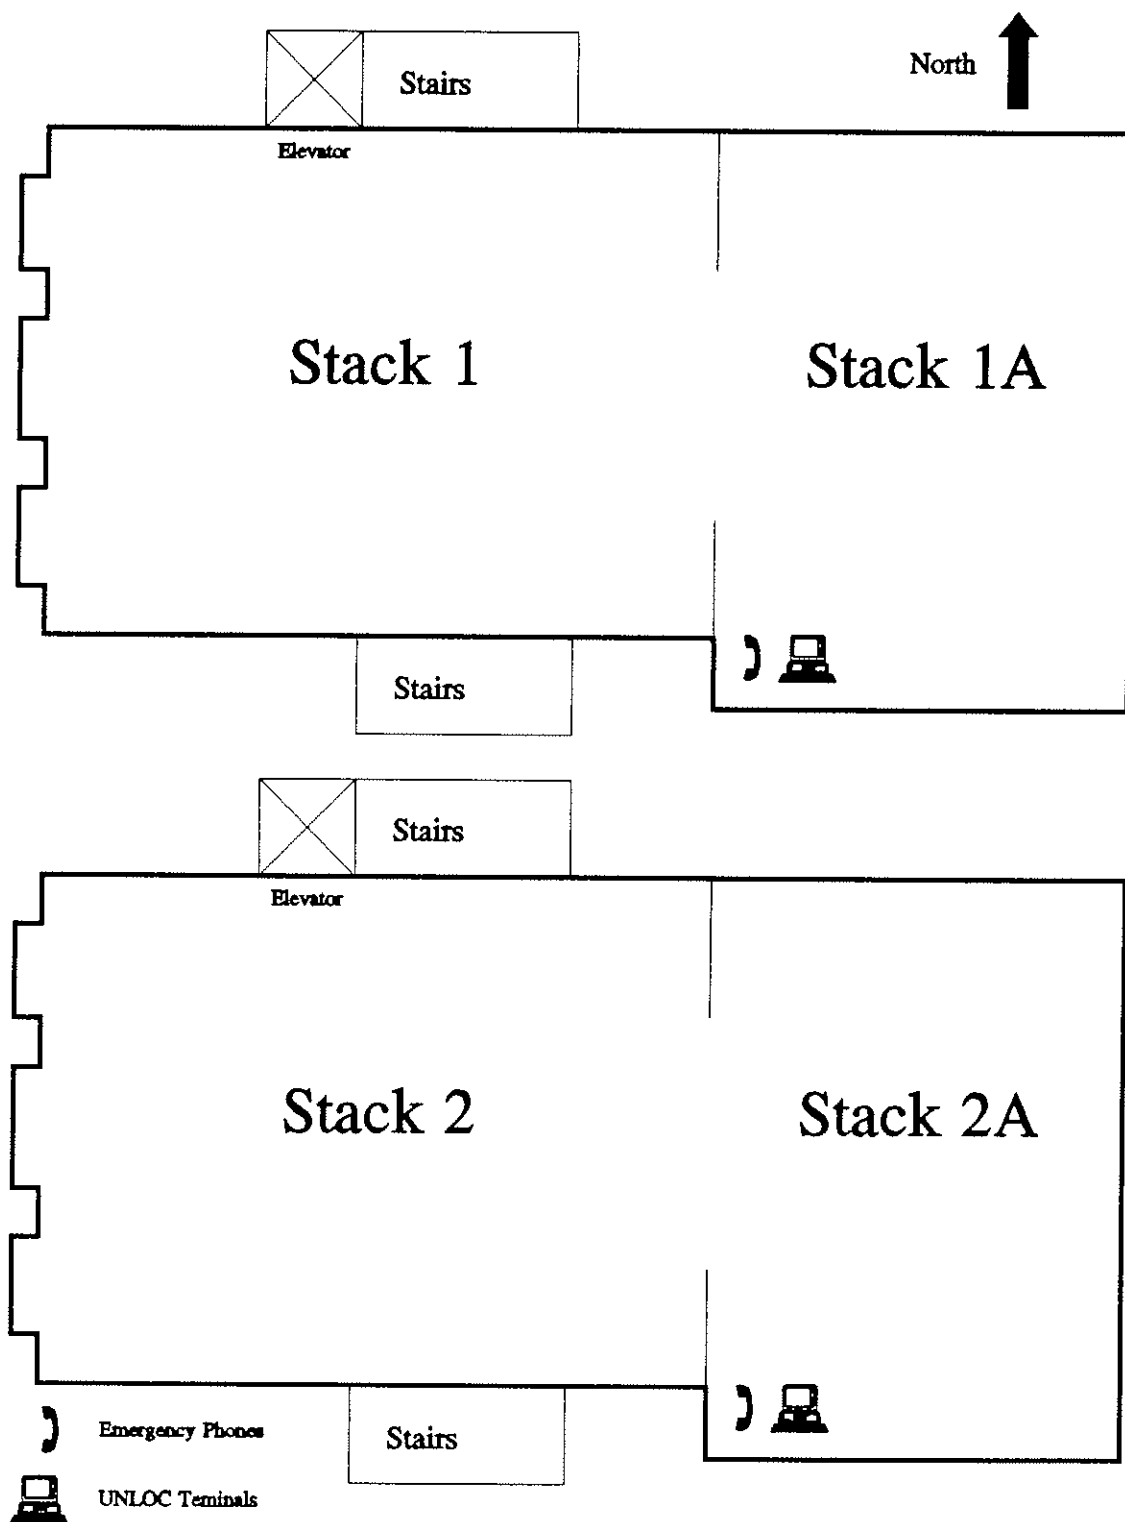 North
Stairs
Elevator
Stack 1
Stack 1A
Stairs
Stairs
Elevator
Stack 2
Stack 2A
Emergency Phones
Stairs
UNLOC Teminals